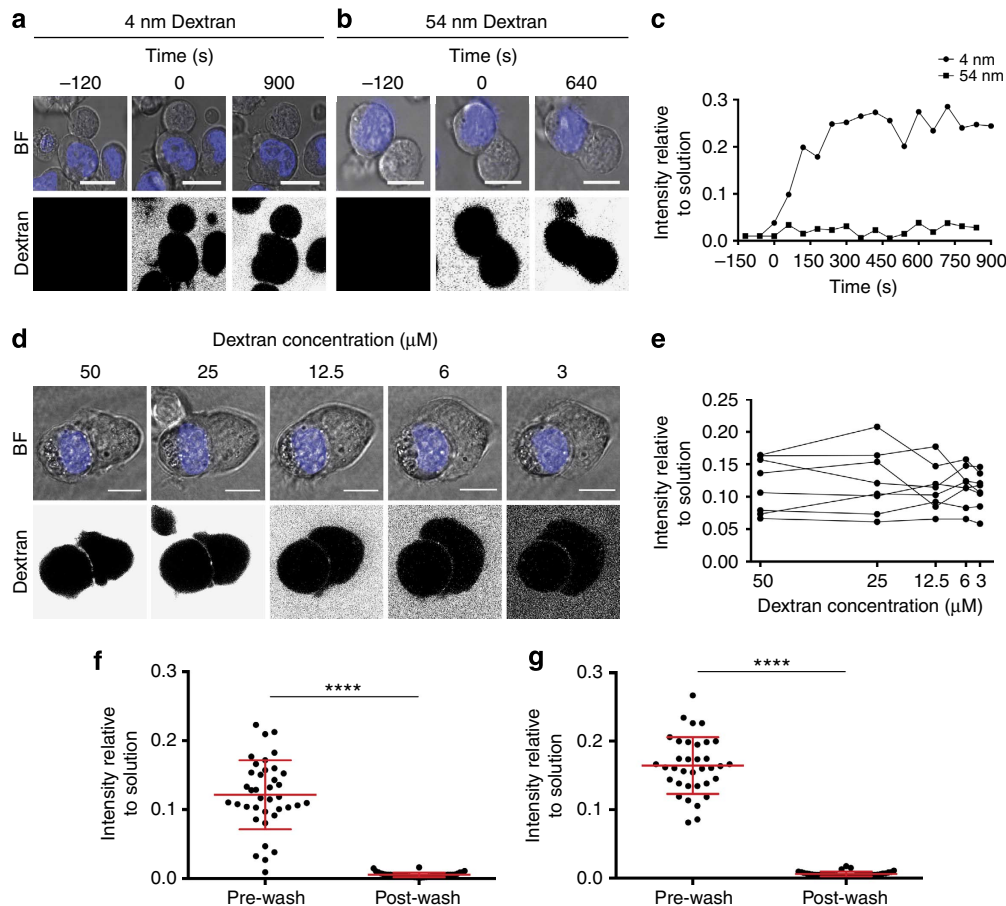 a
4 nm Dextran
Time (s)
–120 0 900
BF
Dextran
b
54 nm Dextran
Time (s)
–120 0 640
c
4 nm
54 nm
0.3
0.2
0.1
0.0
Intensity relative
to solution
–150 0 150 300 450 600 750 900
Time (s)
d
Dextran concentration (μM)
50 25 12.5 6 3
BF
Dextran
e
0.25
0.20
0.15
0.10
0.05
0.00
Intensity relative
to solution
50 25 12.5 6 3
Dextran concentration (μM)
f
0.3
0.2
0.1
0.0
Intensity relative
to solution
****
Pre-wash Post-wash
g
0.3
0.2
0.1
0.0
Intensity relative
to solution
****
Pre-wash Post-wash